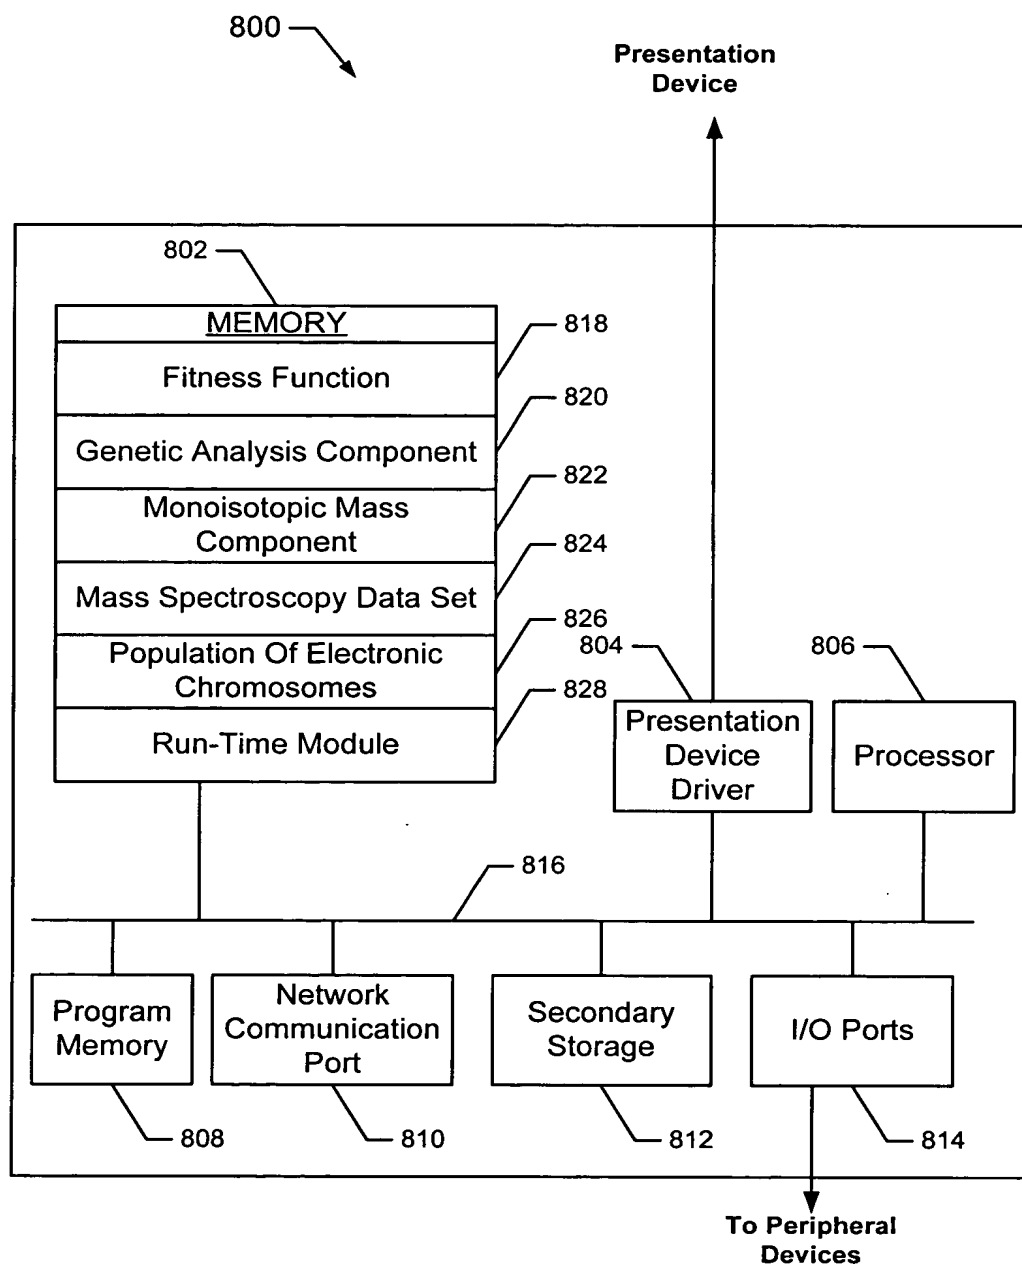 800
Presentation
Device
802
MEMORY
818
Fitness Function
820
Genetic Analysis Component
822
Monoisotopic Mass
Component
824
Mass Spectroscopy Data Set
826
Population Of Electronic
Chromosomes
828
Run-Time Module
804
806
Presentation
Device
Driver
Processor
816
Program
Memory
Network
Communication
Port
Secondary
Storage
I/O Ports
808
810
812
814
To Peripheral
Devices